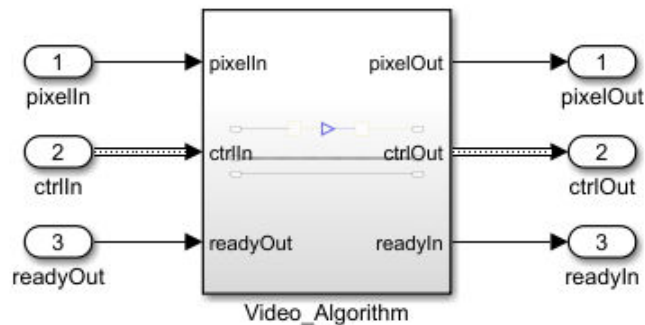 1
pixelIn
pixelIn
pixelOut
1
pixelOut
2
ctrlIn
ctrlIn
ctrlOut
2
ctrlOut
3
readyOut
readyOut
readyIn
3
readyIn
Video_Algorithm